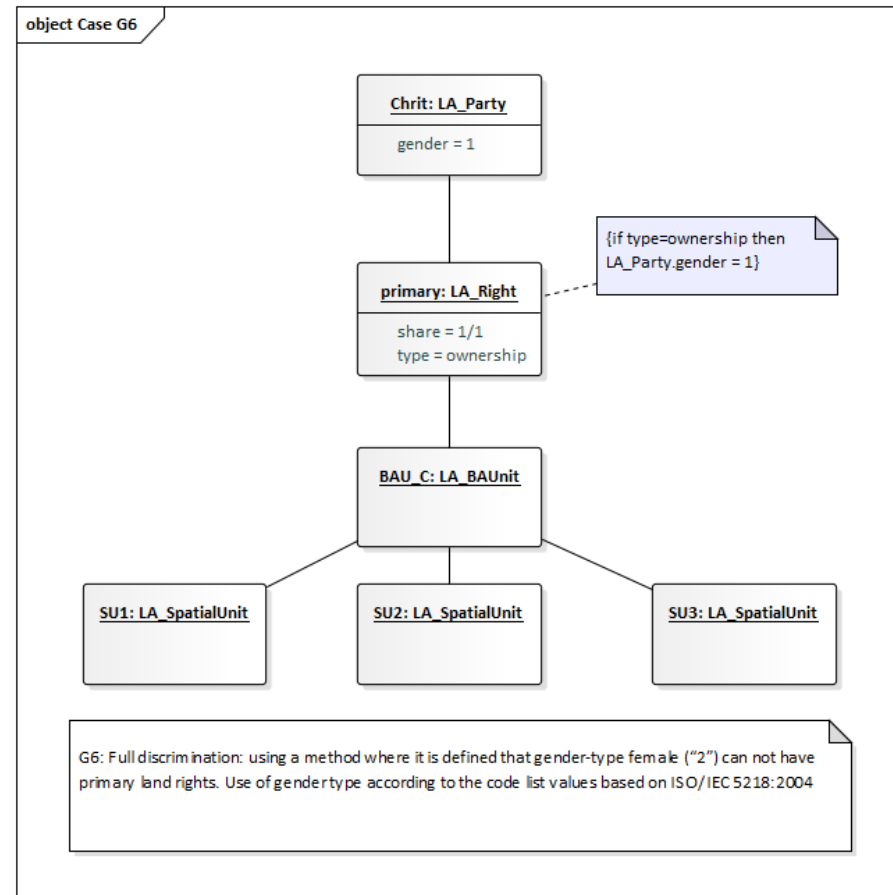 object Case G6
Chrit: LA_Party
gender = 1
{if type=ownership then
LA_Party.gender = 1}
primary: LA_Right
share = 1/1
type = ownership
BAU_C: LA_BAUnit
SU1: LA_SpatialUnit
SU2: LA_SpatialUnit
SU3: LA_SpatialUnit
G6: Full discrimination: using a method where it is defined that gender-type female (“2”) can not have
primary land rights. Use of gender type according to the code list values based on ISO/IEC 5218:2004